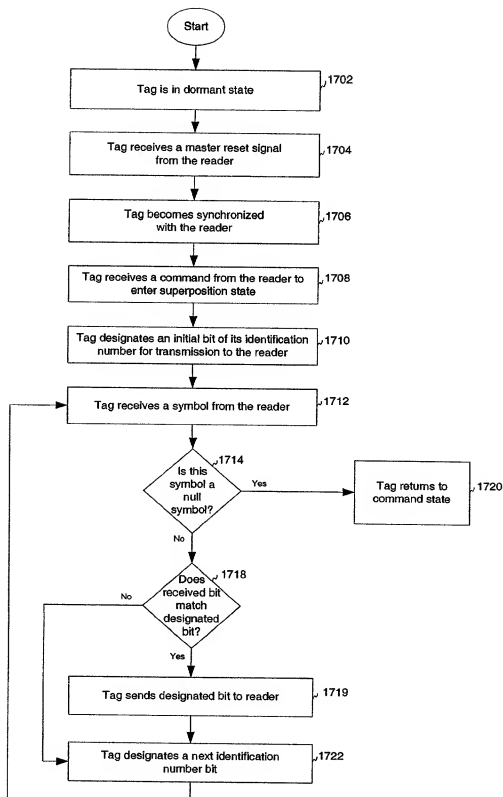 Start
Tag is in dormant state
1702
Tag receives a master reset signal
from the reader
1704
Tag becomes synchronized
with the reader
1706
Tag receives a command from the reader to
enter superposition state
1708
Tag designates an initial bit of its identification
number for transmission to the reader
1710
Tag receives a symbol from the reader
1712
1714
Is this
symbol a
null
symbol?
Yes
Tag returns to
command state
1720
No
1718
Does
received bit
match
designated
bit?
No
Yes
Tag sends designated bit to reader
1719
Tag designates a next identification
number bit
1722